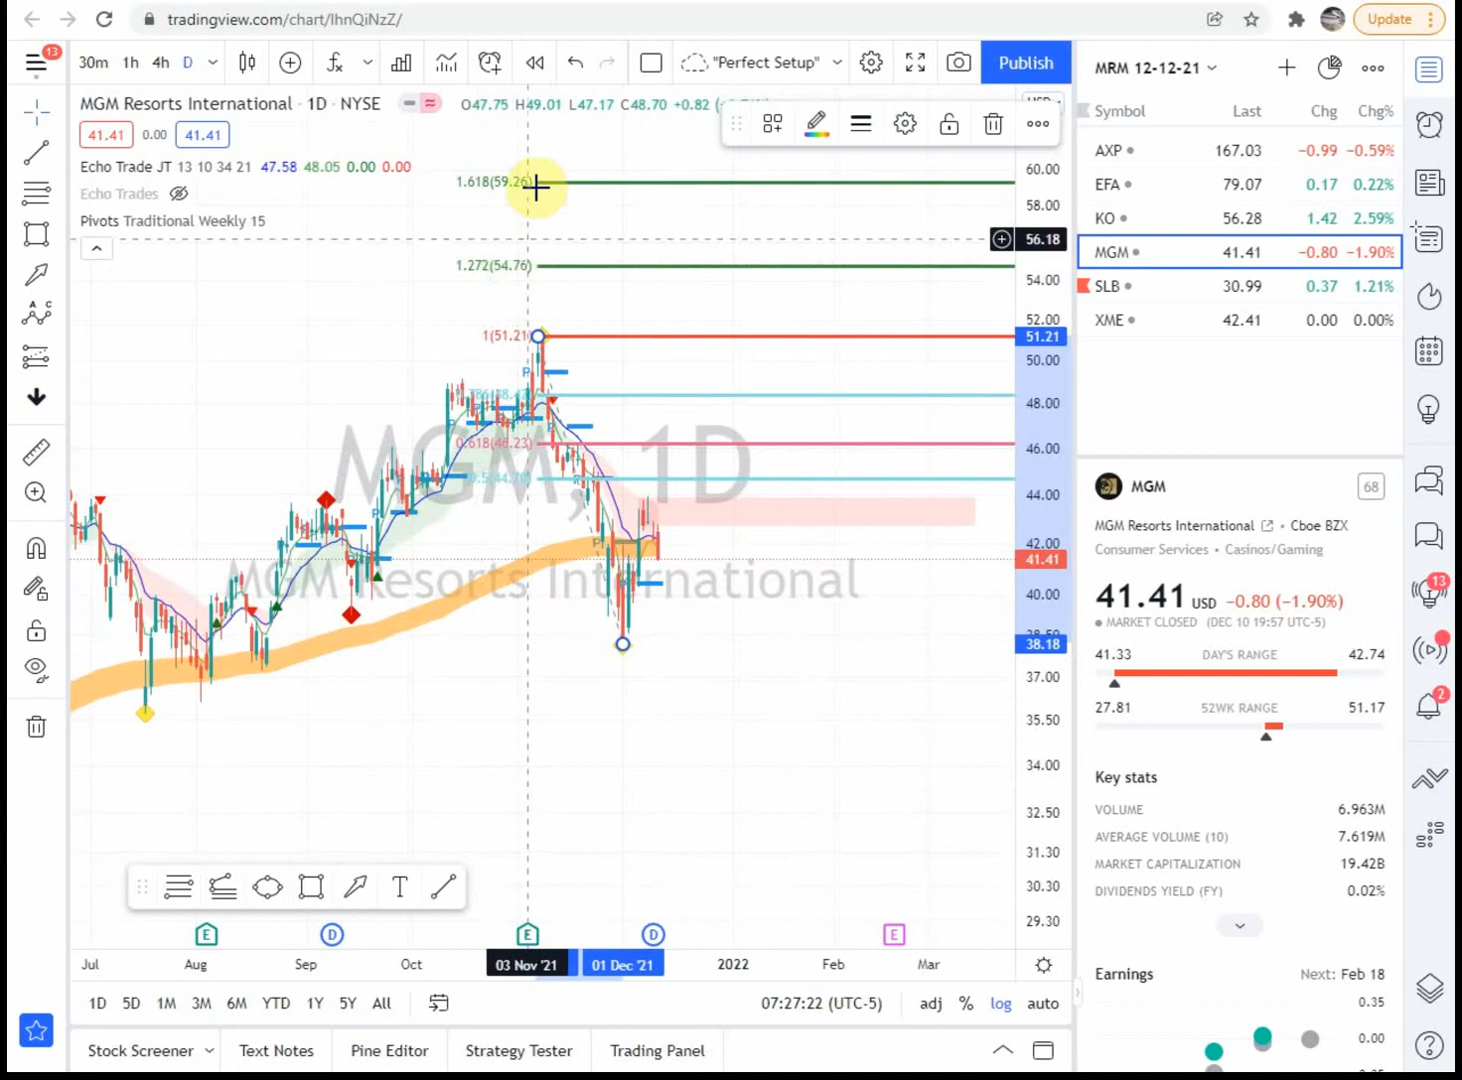 tradingview.com/chart/IhnQiNzZ/
Update
13
30m 1h 4h D
"Perfect Setup"
Publish
MGM Resorts International · 1D · NYSE
O47.75 H49.01 L47.17 C48.70 +0.82
41.41 0.00 41.41
Echo Trade JT 13 10 34 21 47.58 48.05 0.00 0.00
Echo Trades
Pivots Traditional Weekly 15
1.618(59.26)
1.272(54.76)
1(51.21)
0.618(46.23)
MGM, 1D
MGM Resorts International
60.00
58.00
56.18
54.00
52.00
51.21
50.00
48.00
46.00
44.00
42.00
41.41
40.00
38.18
37.00
35.50
34.00
32.50
31.30
30.30
29.30
E D E D E
Jul Aug Sep Oct 03 Nov '21 01 Dec '21 2022 Feb Mar
1D 5D 1M 3M 6M YTD 1Y 5Y All
07:27:22 (UTC-5) adj % log auto
Stock Screener Text Notes Pine Editor Strategy Tester Trading Panel
MRM 12-12-21
Symbol Last Chg Chg%
AXP 167.03 −0.99 −0.59%
EFA 79.07 0.17 0.22%
KO 56.28 1.42 2.59%
MGM 41.41 −0.80 −1.90%
SLB 30.99 0.37 1.21%
XME 42.41 0.00 0.00%
MGM 68
MGM Resorts International • Cboe BZX
Consumer Services • Casinos/Gaming
41.41 USD −0.80 (−1.90%)
MARKET CLOSED (DEC 10 19:57 UTC-5)
41.33 DAY'S RANGE 42.74
27.81 52WK RANGE 51.17
Key stats
VOLUME 6.963M
AVERAGE VOLUME (10) 7.619M
MARKET CAPITALIZATION 19.42B
DIVIDENDS YIELD (FY) 0.02%
Earnings Next: Feb 18
0.35
0.00
13
2